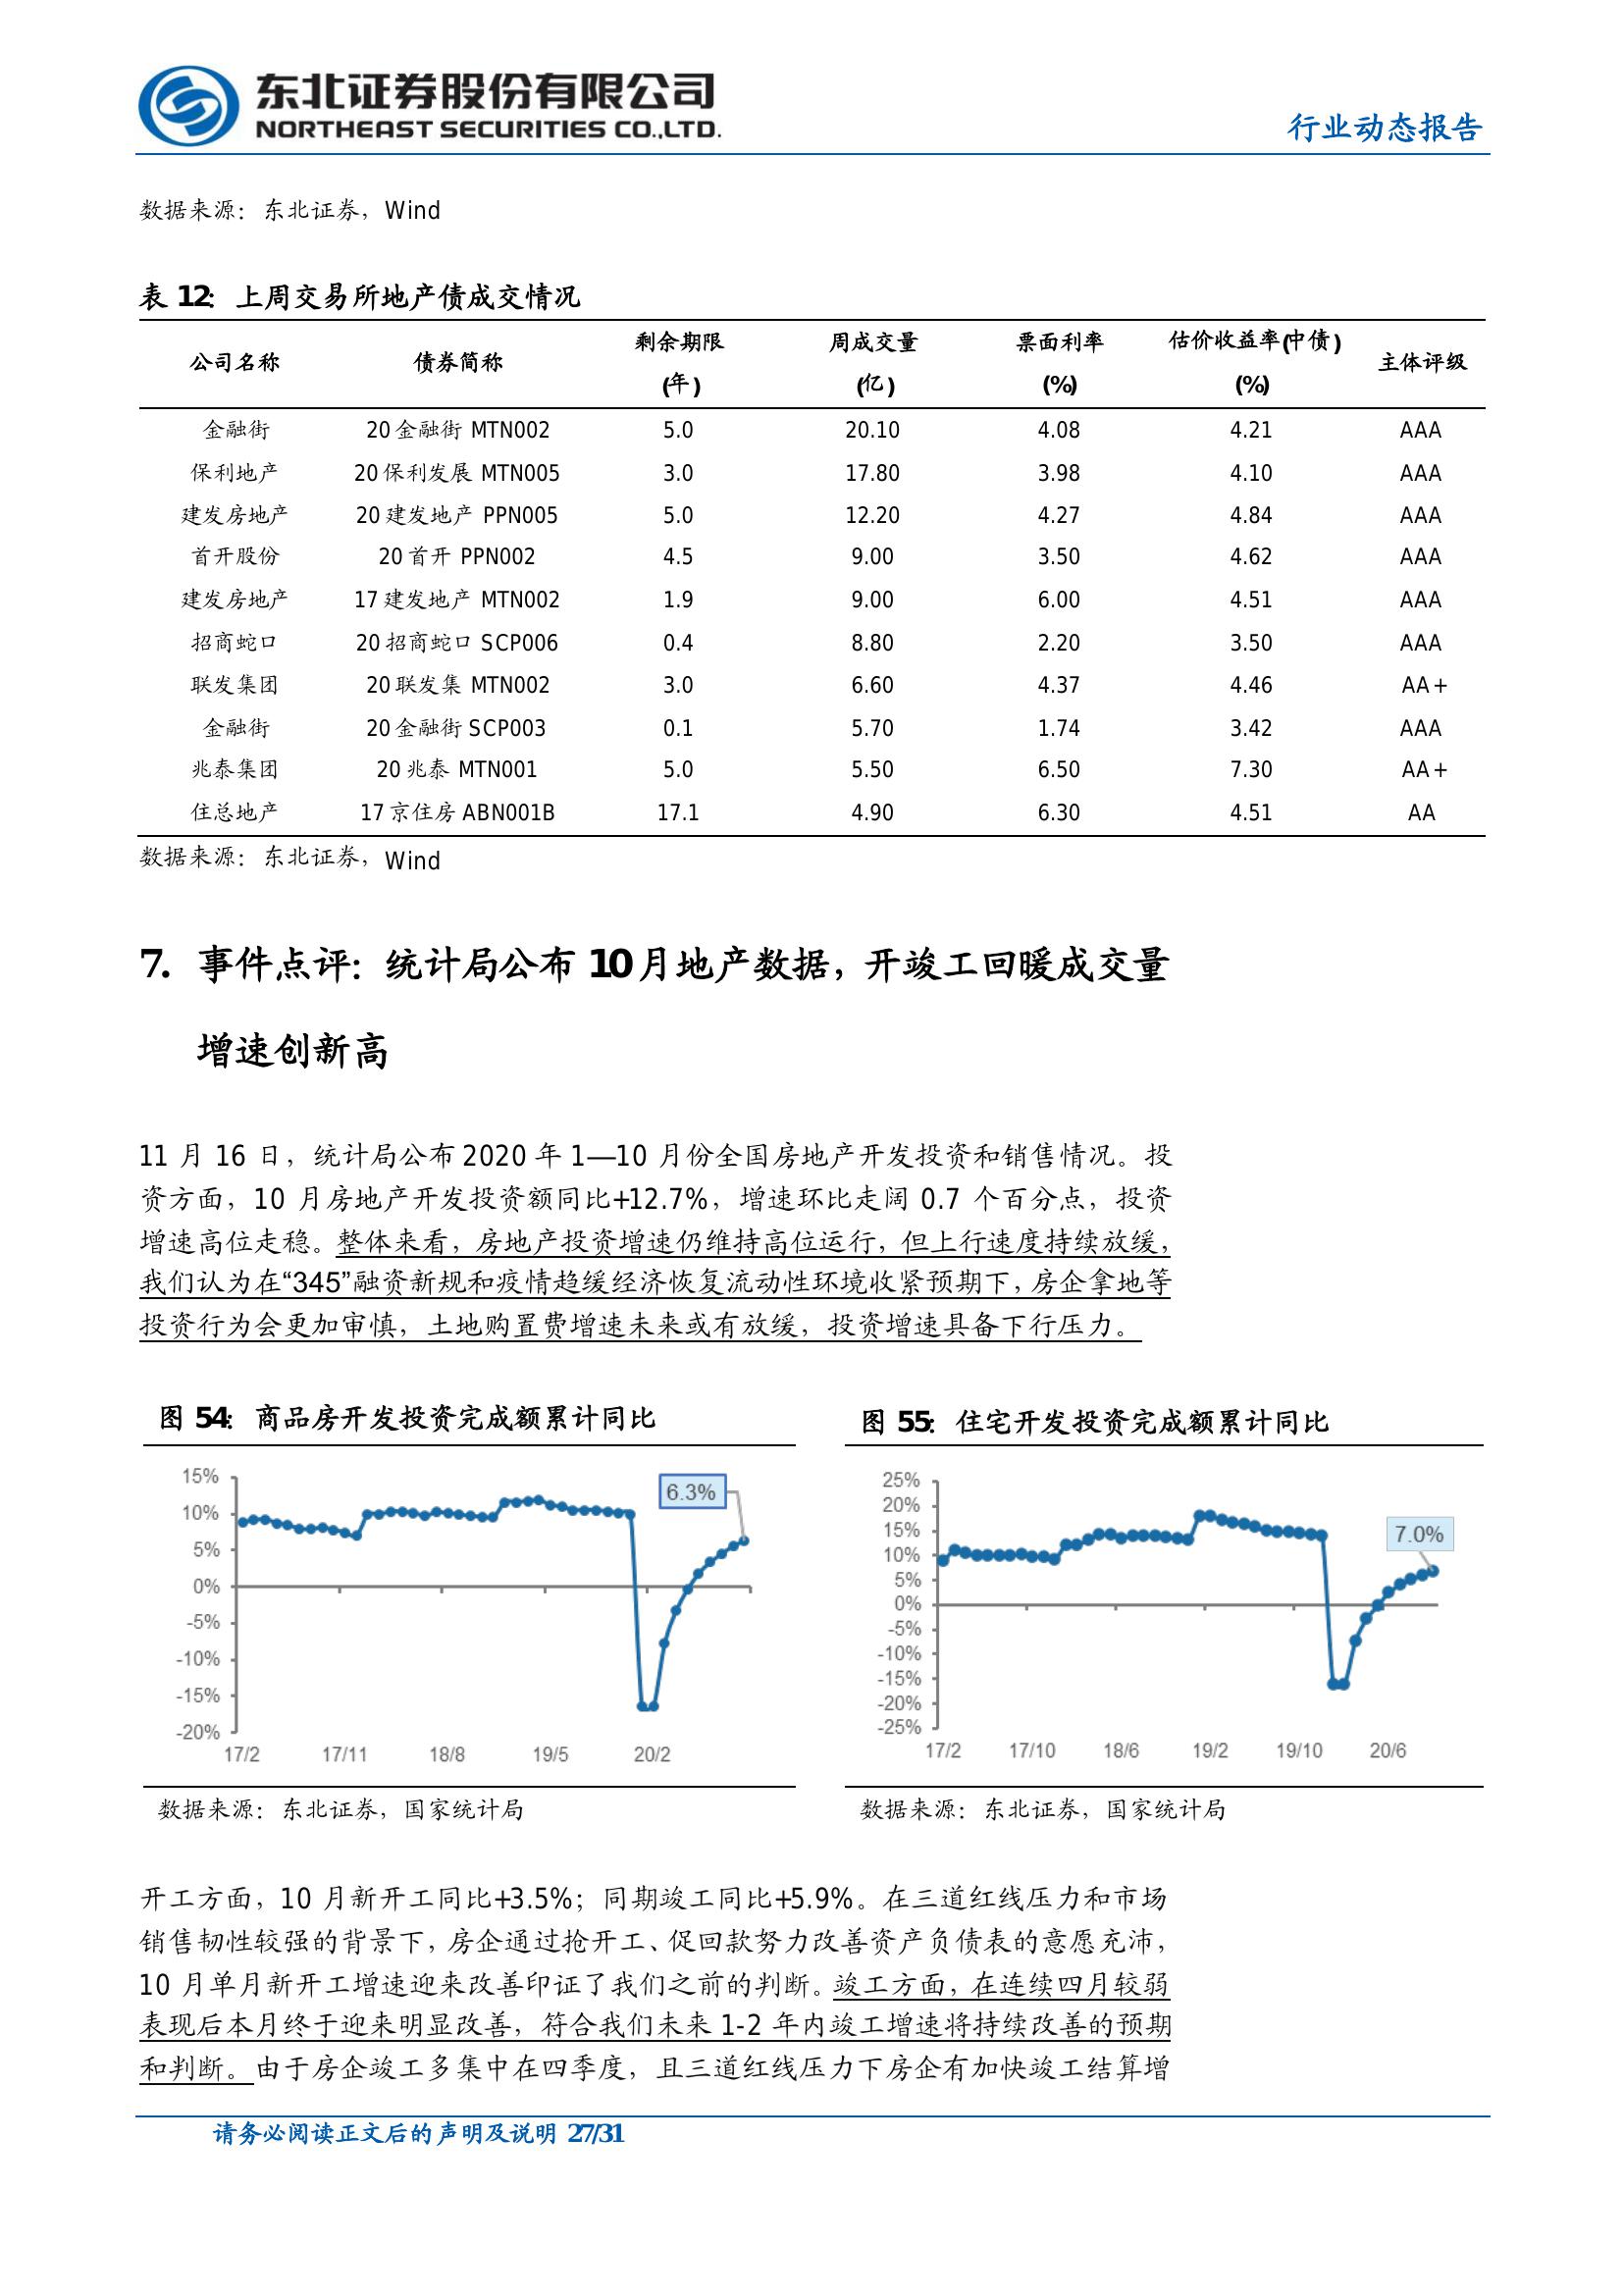 东北证券股份有限公司
NORTHEAST SECURITIES CO.,LTD.
行业动态报告
数据来源：东北证券，Wind
表 12：上周交易所地产债成交情况
公司名称 债券简称 剩余期限(年) 周成交量(亿) 票面利率(%) 估价收益率(中债)(%) 主体评级
金融街 20 金融街 MTN002 5.0 20.10 4.08 4.21 AAA
保利地产 20 保利发展 MTN005 3.0 17.80 3.98 4.10 AAA
建发房地产 20 建发地产 PPN005 5.0 12.20 4.27 4.84 AAA
首开股份 20 首开 PPN002 4.5 9.00 3.50 4.62 AAA
建发房地产 17 建发地产 MTN002 1.9 9.00 6.00 4.51 AAA
招商蛇口 20 招商蛇口 SCP006 0.4 8.80 2.20 3.50 AAA
联发集团 20 联发集 MTN002 3.0 6.60 4.37 4.46 AA+
金融街 20 金融街 SCP003 0.1 5.70 1.74 3.42 AAA
兆泰集团 20 兆泰 MTN001 5.0 5.50 6.50 7.30 AA+
住总地产 17 京住房 ABN001B 17.1 4.90 6.30 4.51 AA
数据来源：东北证券，Wind
7. 事件点评：统计局公布 10 月地产数据，开竣工回暖成交量
增速创新高
11 月 16 日，统计局公布 2020 年 1—10 月份全国房地产开发投资和销售情况。投
资方面，10 月房地产开发投资额同比+12.7%，增速环比走阔 0.7 个百分点，投资
增速高位走稳。整体来看，房地产投资增速仍维持高位运行，但上行速度持续放缓，
我们认为在“345”融资新规和疫情趋缓经济恢复流动性环境收紧预期下，房企拿地等
投资行为会更加审慎，土地购置费增速未来或有放缓，投资增速具备下行压力。
图 54：商品房开发投资完成额累计同比
15%
10%
5%
0%
-5%
-10%
-15%
-20%
6.3%
17/2 17/11 18/8 19/5 20/2
数据来源：东北证券，国家统计局
图 55：住宅开发投资完成额累计同比
25%
20%
15%
10%
5%
0%
-5%
-10%
-15%
-20%
-25%
7.0%
17/2 17/10 18/6 19/2 19/10 20/6
数据来源：东北证券，国家统计局
开工方面，10 月新开工同比+3.5%；同期竣工同比+5.9%。在三道红线压力和市场
销售韧性较强的背景下，房企通过抢开工、促回款努力改善资产负债表的意愿充沛，
10 月单月新开工增速迎来改善印证了我们之前的判断。竣工方面，在连续四月较弱
表现后本月终于迎来明显改善，符合我们未来 1-2 年内竣工增速将持续改善的预期
和判断。由于房企竣工多集中在四季度，且三道红线压力下房企有加快竣工结算增
请务必阅读正文后的声明及说明 27/31